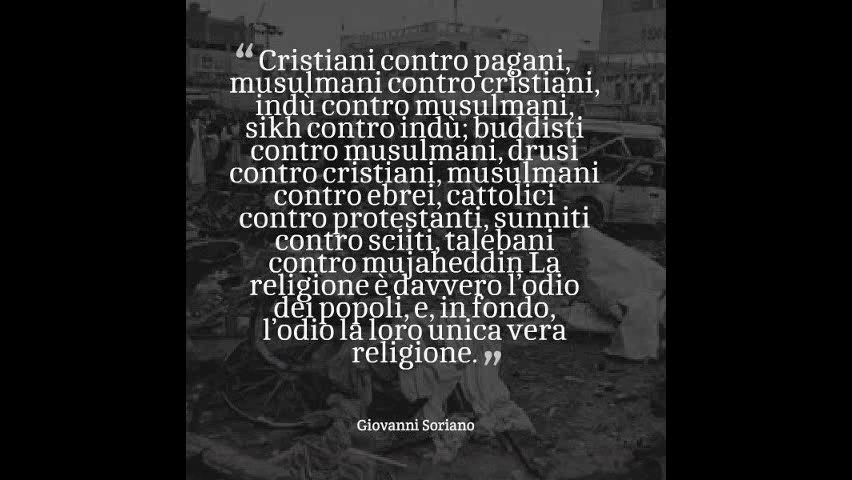 “ Cristiani contro pagani,
musulmani contro cristiani,
indù contro musulmani,
sikh contro indù; buddisti
contro musulmani, drusi
contro cristiani, musulmani
contro ebrei, cattolici
contro protestanti, sunniti
contro sciiti, talebani
contro mujaheddin La
religione è davvero l’odio
dei popoli, e, in fondo,
l’odio la loro unica vera
religione. ”
Giovanni Soriano